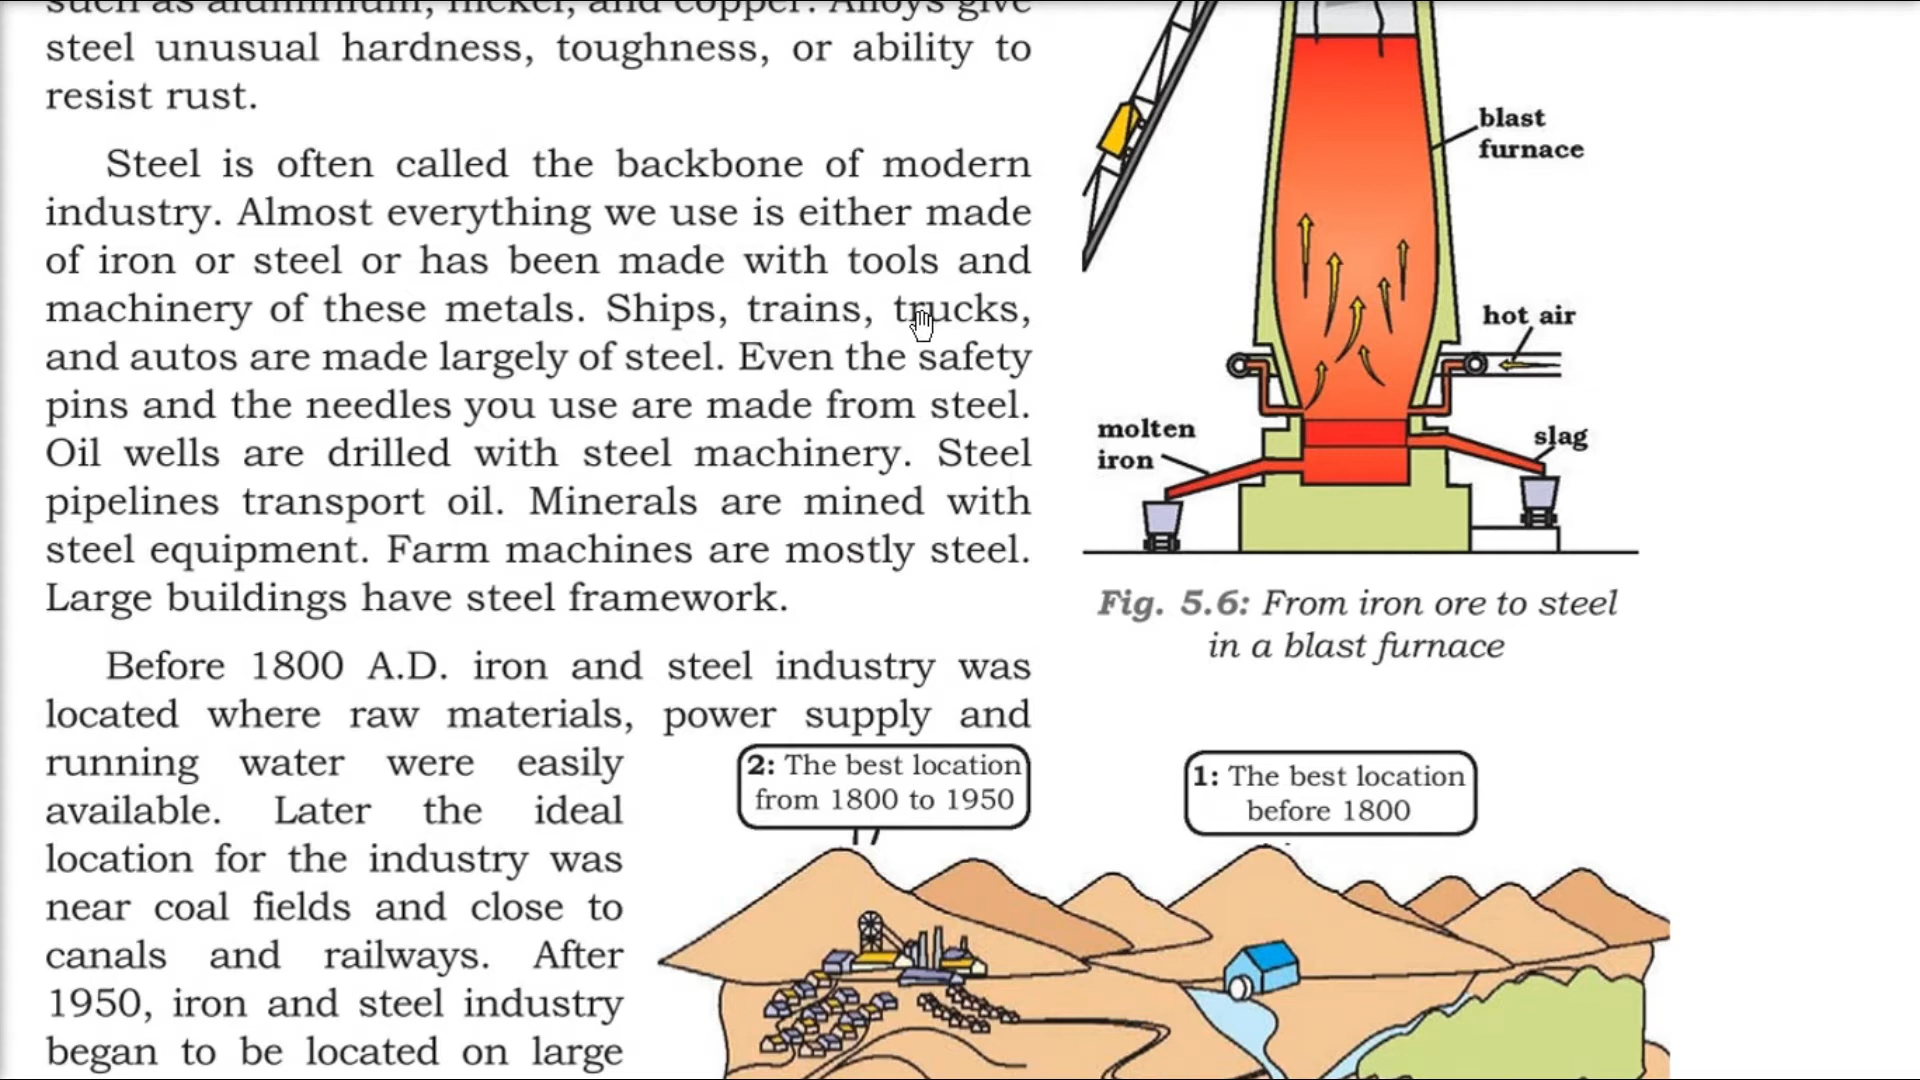 such as aluminium, nickel, and copper. Alloys give
steel unusual hardness, toughness, or ability to
resist rust.
Steel is often called the backbone of modern
industry. Almost everything we use is either made
of iron or steel or has been made with tools and
machinery of these metals. Ships, trains, trucks,
and autos are made largely of steel. Even the safety
pins and the needles you use are made from steel.
Oil wells are drilled with steel machinery. Steel
pipelines transport oil. Minerals are mined with
steel equipment. Farm machines are mostly steel.
Large buildings have steel framework.
Before 1800 A.D. iron and steel industry was
located where raw materials, power supply and
running water were easily
available. Later the ideal
location for the industry was
near coal fields and close to
canals and railways. After
1950, iron and steel industry
began to be located on large
blast
furnace
hot air
molten
iron
slag
Fig. 5.6: From iron ore to steel
in a blast furnace
2: The best location
from 1800 to 1950
1: The best location
before 1800